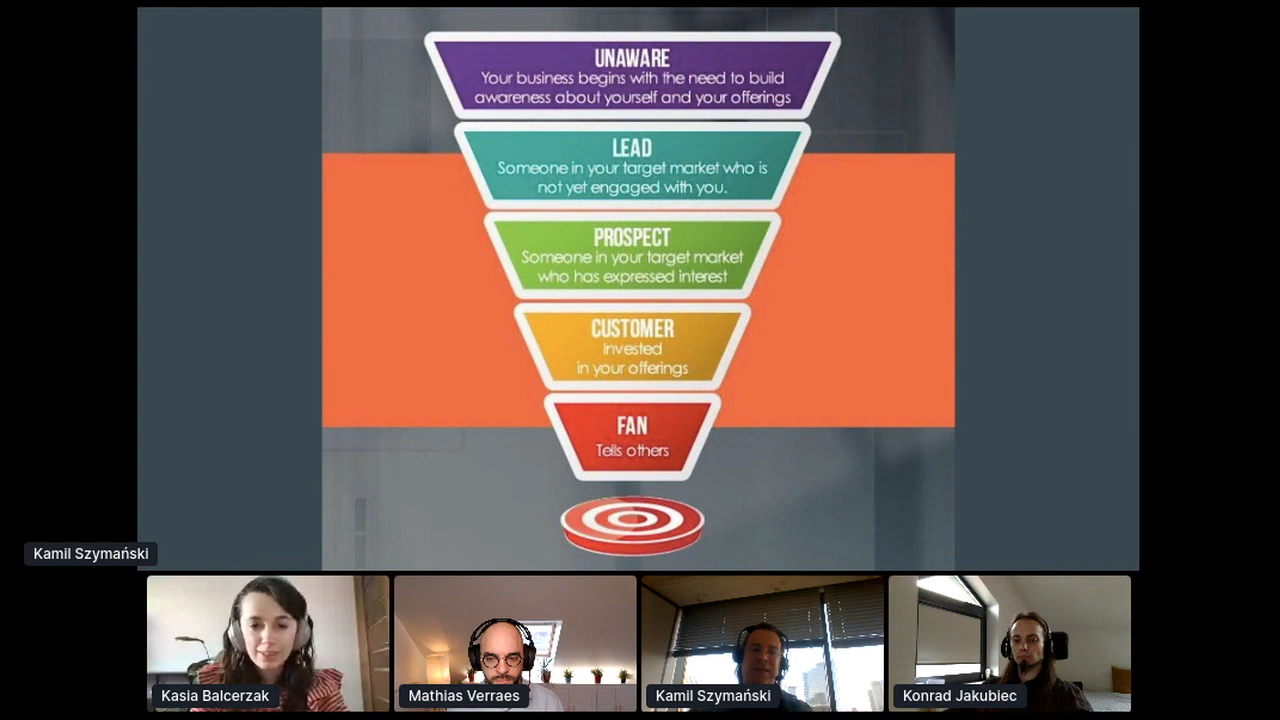 UNAWARE
Your business begins with the need to build
awareness about yourself and your offerings
LEAD
Someone in your target market who is
not yet engaged with you.
PROSPECT
Someone in your target market
who has expressed interest
CUSTOMER
Invested
in your offerings
FAN
Tells others
Kamil Szymański
Kasia Balcerzak
Mathias Verraes
Kamil Szymański
Konrad Jakubiec